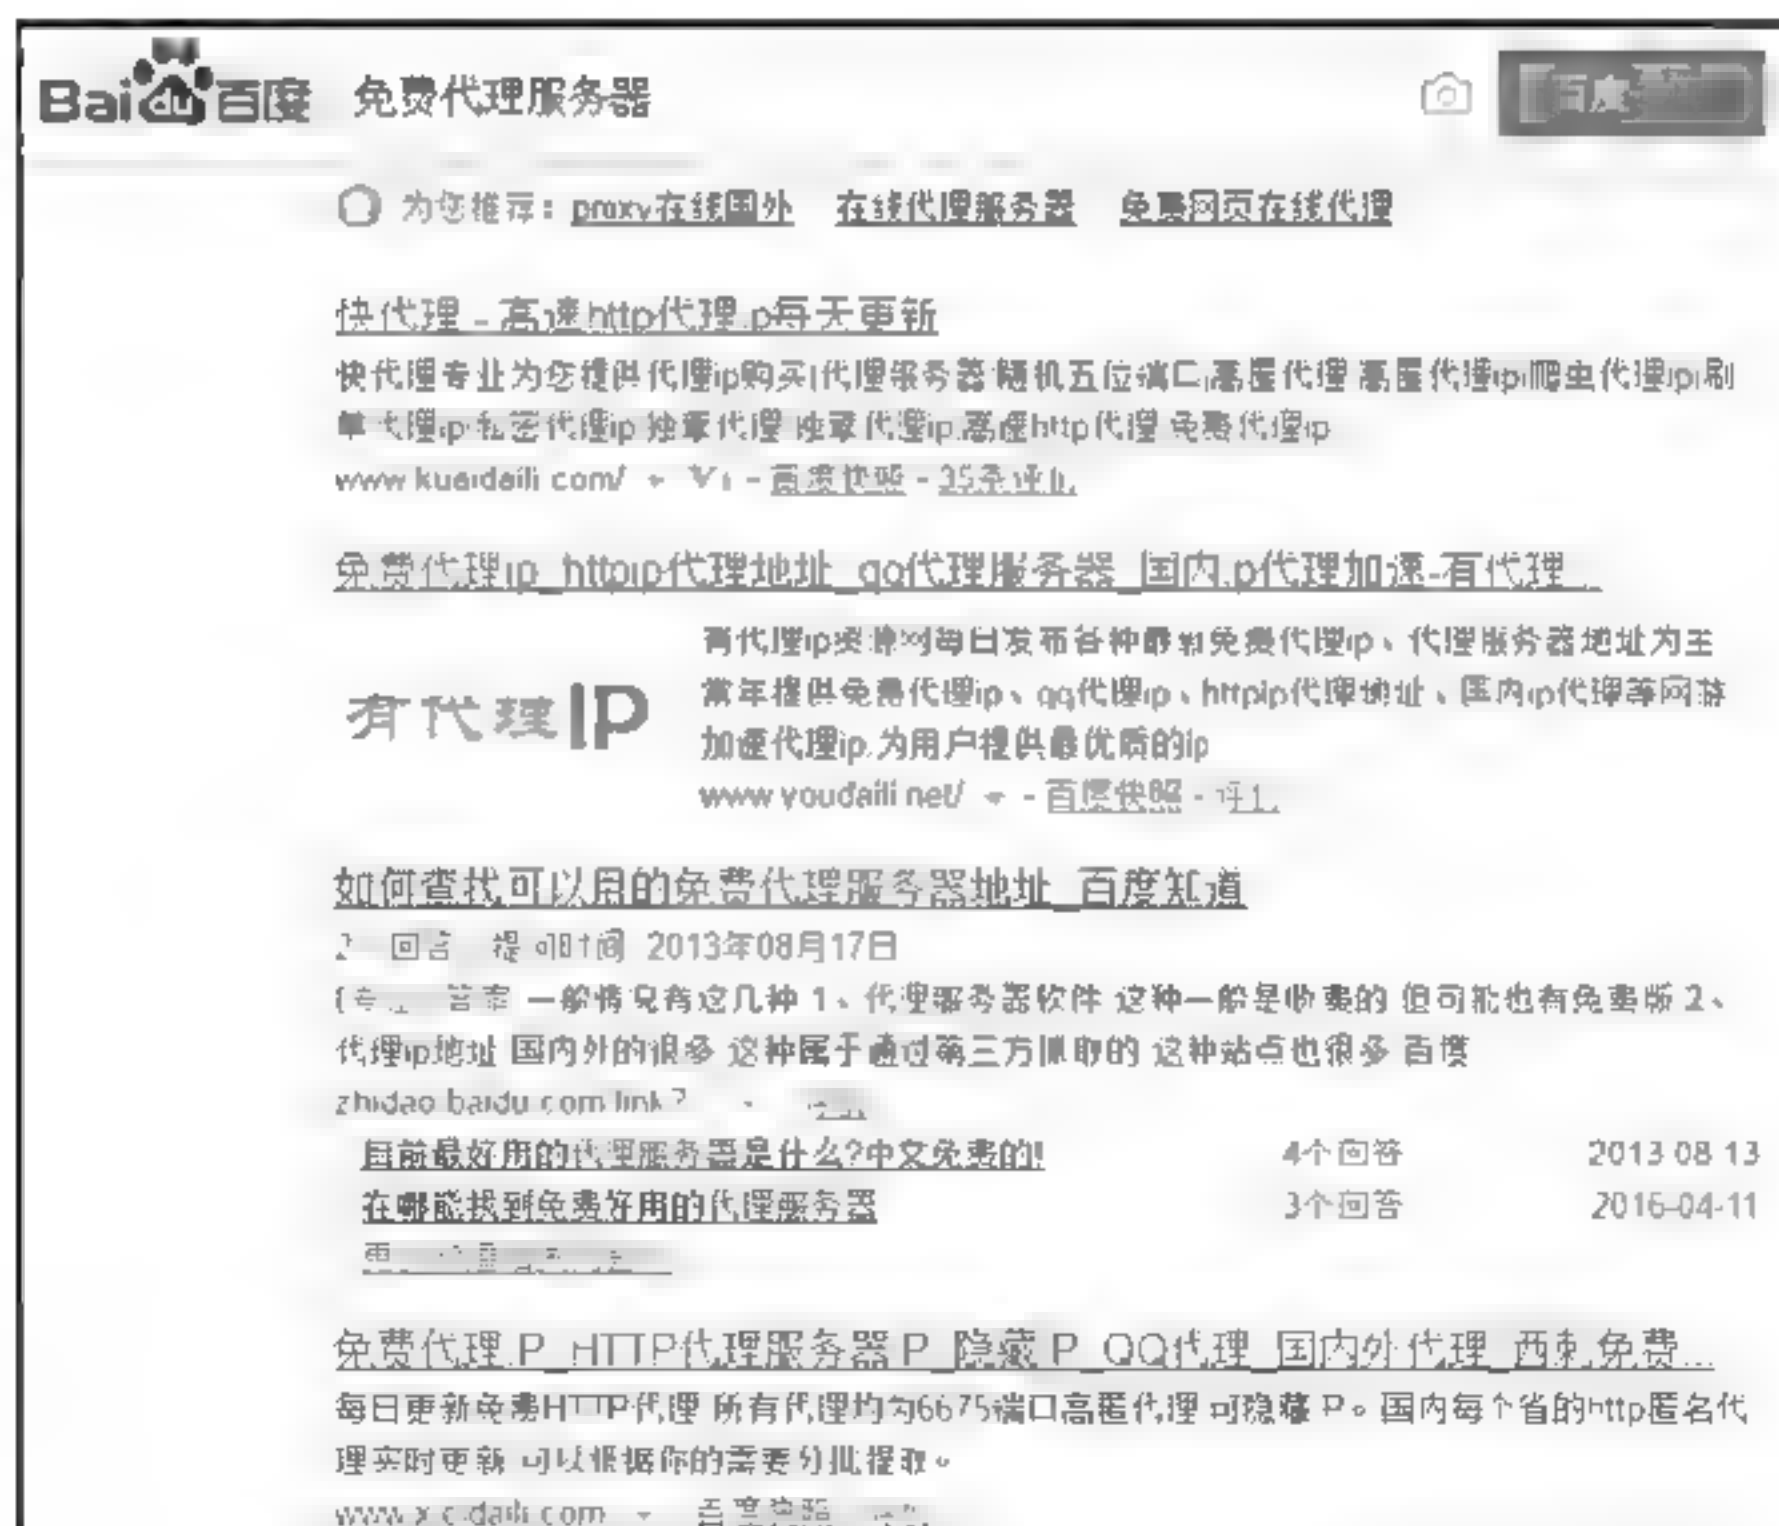 Bai du 百度 免费代理服务器 百度
为您推荐: proxy在线国外 在线代理服务器 免费网页在线代理
快代理 - 高速http代理ip每天更新
快代理专业为您提供代理ip购买|代理服务器 随机五位端口 高匿代理 高匿代理ip 爬虫代理ip 刷
单代理ip 私密代理ip 独享代理 独享代理ip 高速http代理 免费代理ip
www.kuaidaili.com/ - 百度快照 - 35条评价
免费代理ip_httpip代理地址_qq代理服务器_国内ip代理加速-有代理...
有代理IP
有代理ip资源网每日发布各种最新免费代理ip、代理服务器地址为主
常年提供免费代理ip、qq代理ip、httpip代理地址、国内ip代理等网游
加速代理ip.为用户提供最优质的ip
www.youdaili.net/ - 百度快照 -
如何查找可以用的免费代理服务器地址_百度知道
回答 提问时间 2013年08月17日
答案 一般情况有这几种 1、代理服务器软件 这种一般是收费的 但可能也有免费版 2、
代理ip地址 国内外的很多 这种属于通过第三方抓取的 这种站点也很多 百度
zhidao.baidu.com/link?
目前最好用的代理服务器是什么?中文免费的! 4个回答 2013-08-13
在哪能找到免费好用的代理服务器 3个回答 2016-04-11
免费代理IP_HTTP代理服务器IP_隐藏IP_QQ代理_国内外代理_西刺免费...
每日更新免费HTTP代理 所有代理均为6675端口高匿代理 可隐藏IP。国内每个省的http匿名代
理实时更新 可以根据你的需要分批提取。
www.xicidaili.com 百度快照